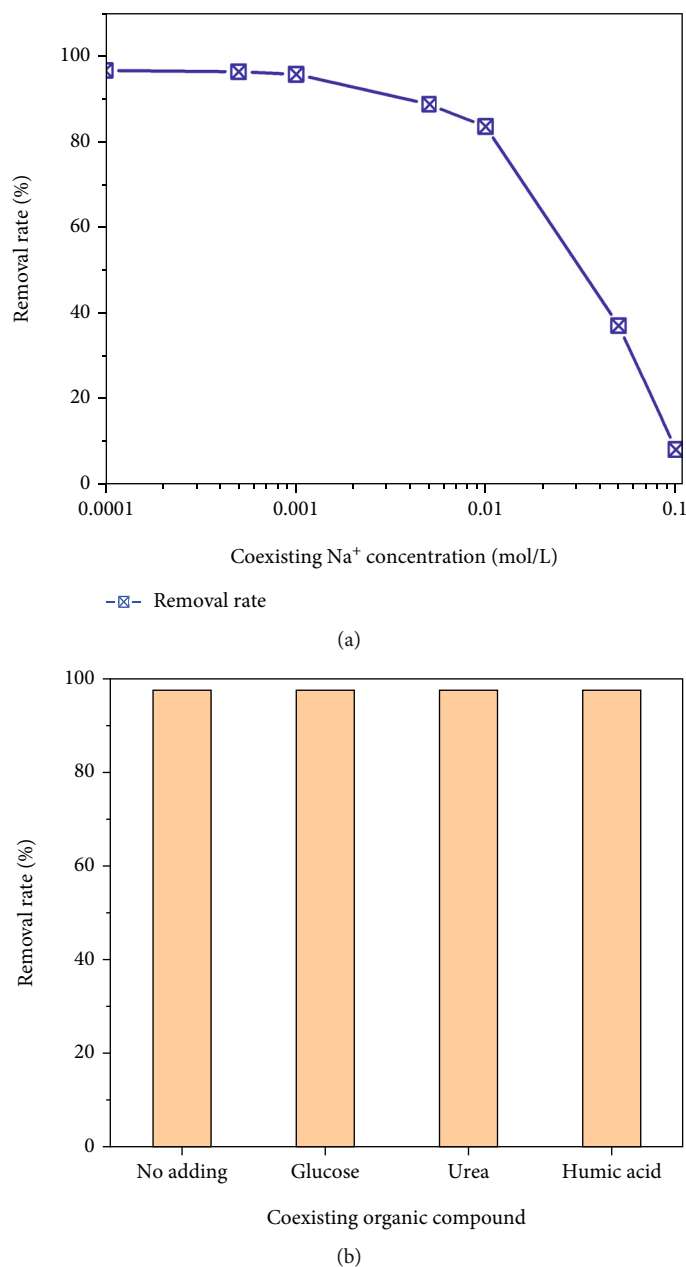 100
80
60
40
20
0
Removal rate (%)
0.0001 0.001 0.01 0.1
Coexisting Na⁺ concentration (mol/L)
Removal rate
(a)
100
80
60
40
20
0
Removal rate (%)
No adding Glucose Urea Humic acid
Coexisting organic compound
(b)